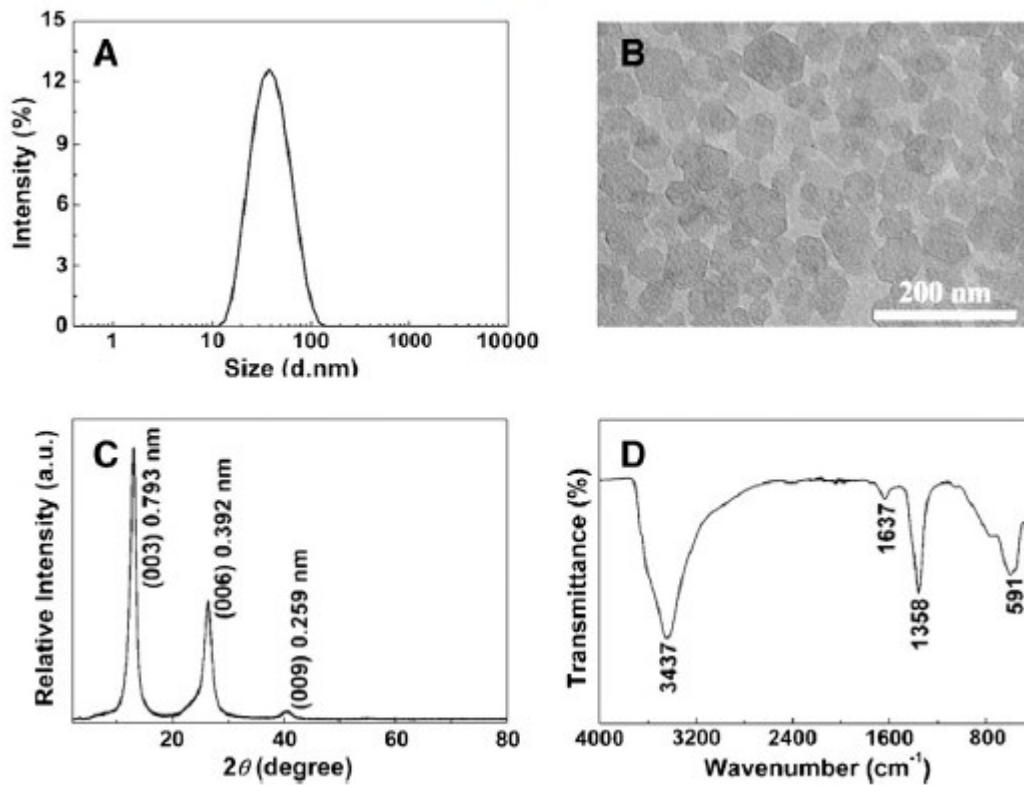 A
Intensity (%)
15
12
9
6
3
0
1 10 100 1000 10000
Size (d.nm)
B
200 nm
C
Relative Intensity (a.u.)
(003) 0.793 nm
(006) 0.392 nm
(009) 0.259 nm
20 40 60 80
2θ (degree)
D
Transmittance (%)
3437
1637
1358
591
4000 3200 2400 1600 800
Wavenumber (cm⁻¹)